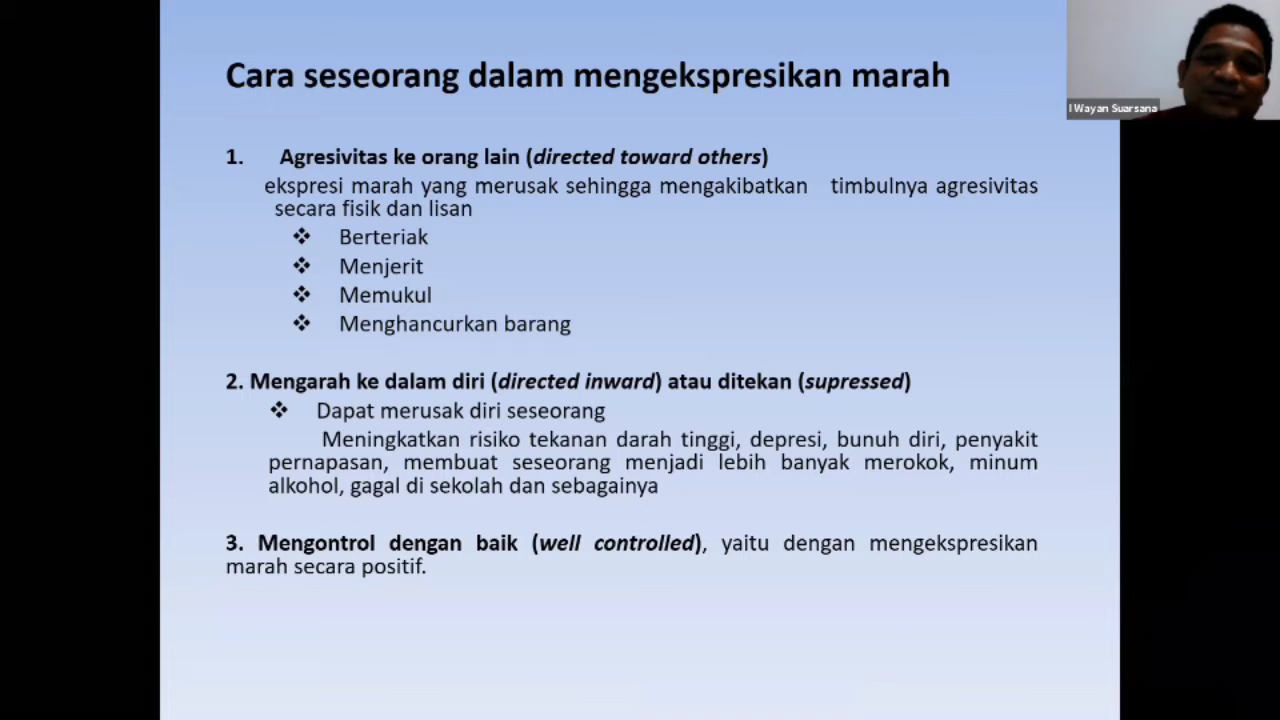 Cara seseorang dalam mengekspresikan marah
I Wayan Suarsana
1. Agresivitas ke orang lain (directed toward others)
ekspresi marah yang merusak sehingga mengakibatkan timbulnya agresivitas
secara fisik dan lisan
❖ Berteriak
❖ Menjerit
❖ Memukul
❖ Menghancurkan barang
2. Mengarah ke dalam diri (directed inward) atau ditekan (supressed)
❖ Dapat merusak diri seseorang
Meningkatkan risiko tekanan darah tinggi, depresi, bunuh diri, penyakit
pernapasan, membuat seseorang menjadi lebih banyak merokok, minum
alkohol, gagal di sekolah dan sebagainya
3. Mengontrol dengan baik (well controlled), yaitu dengan mengekspresikan
marah secara positif.